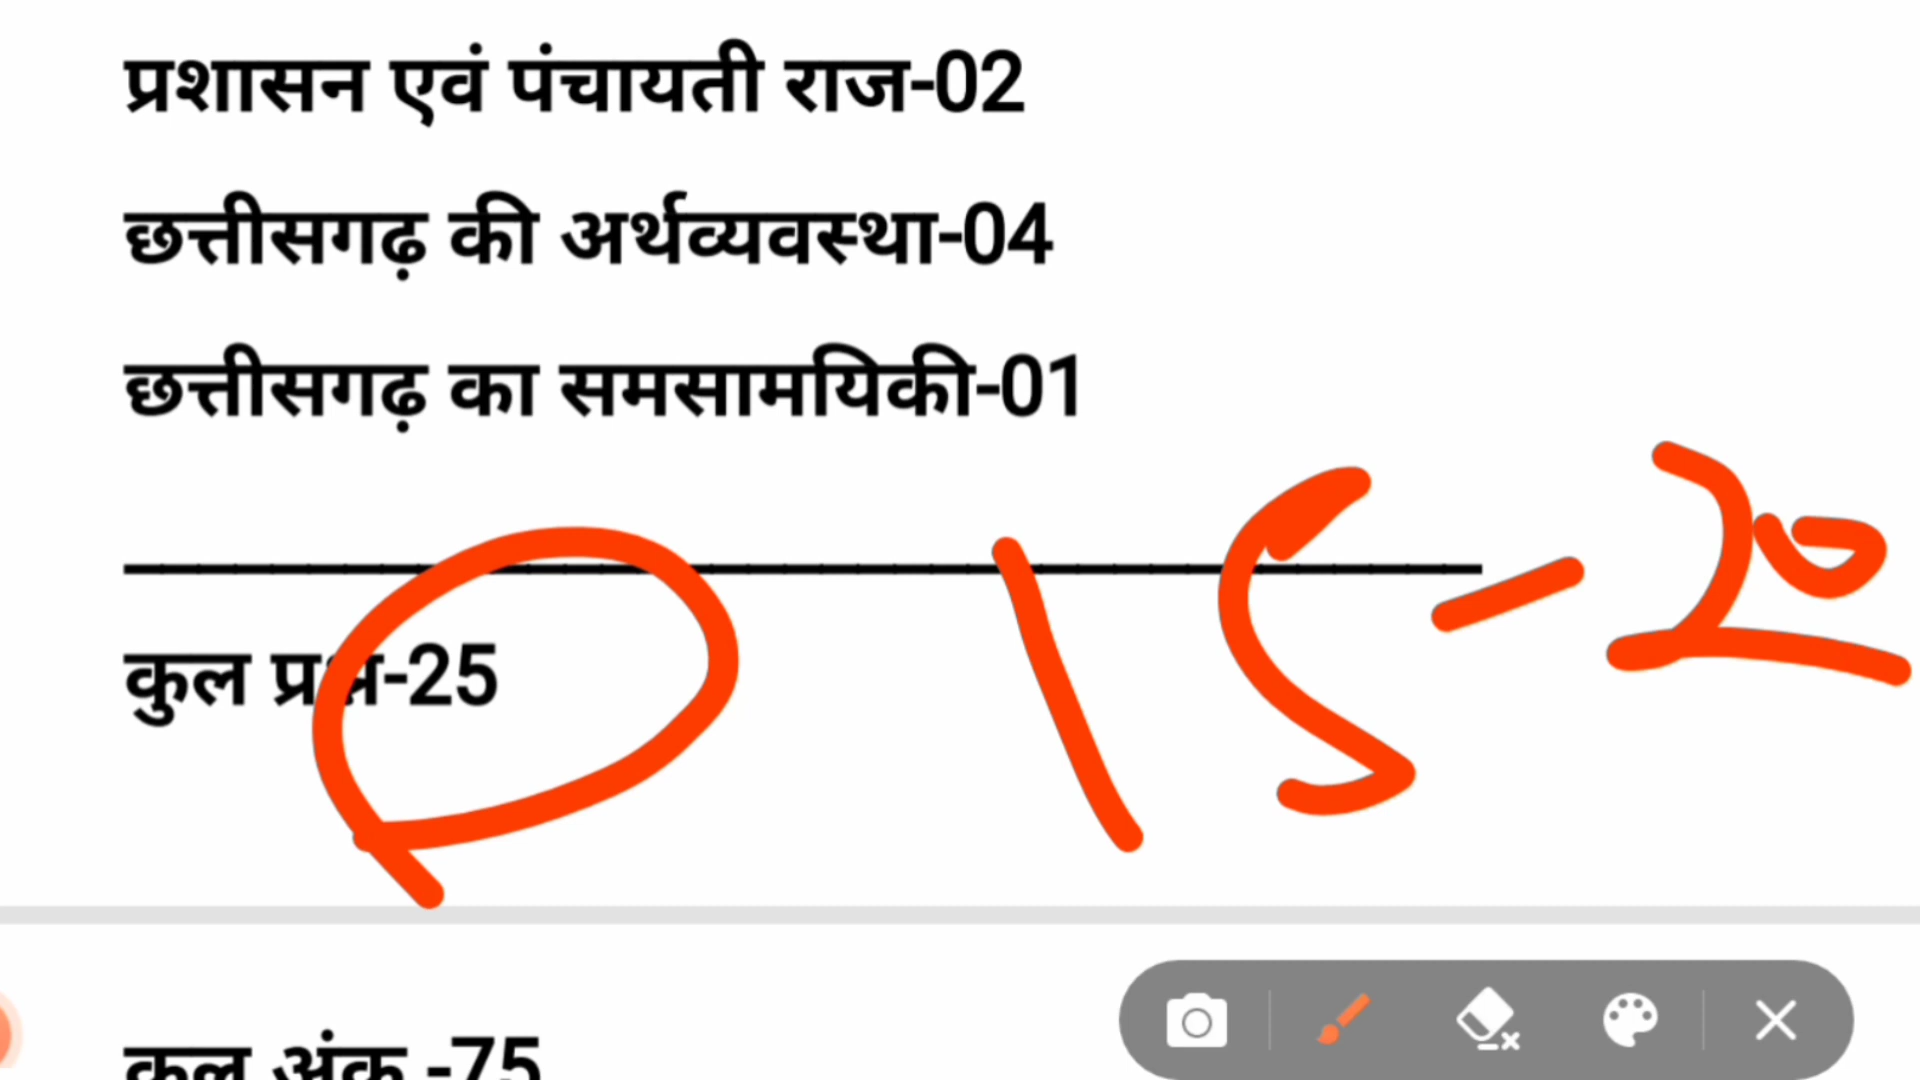 प्रशासन एवं पंचायती राज-02
छत्तीसगढ़ की अर्थव्यवस्था-04
छत्तीसगढ़ का समसामयिकी-01
कुल प्रश्न-25
15-20
कुल अंक -75